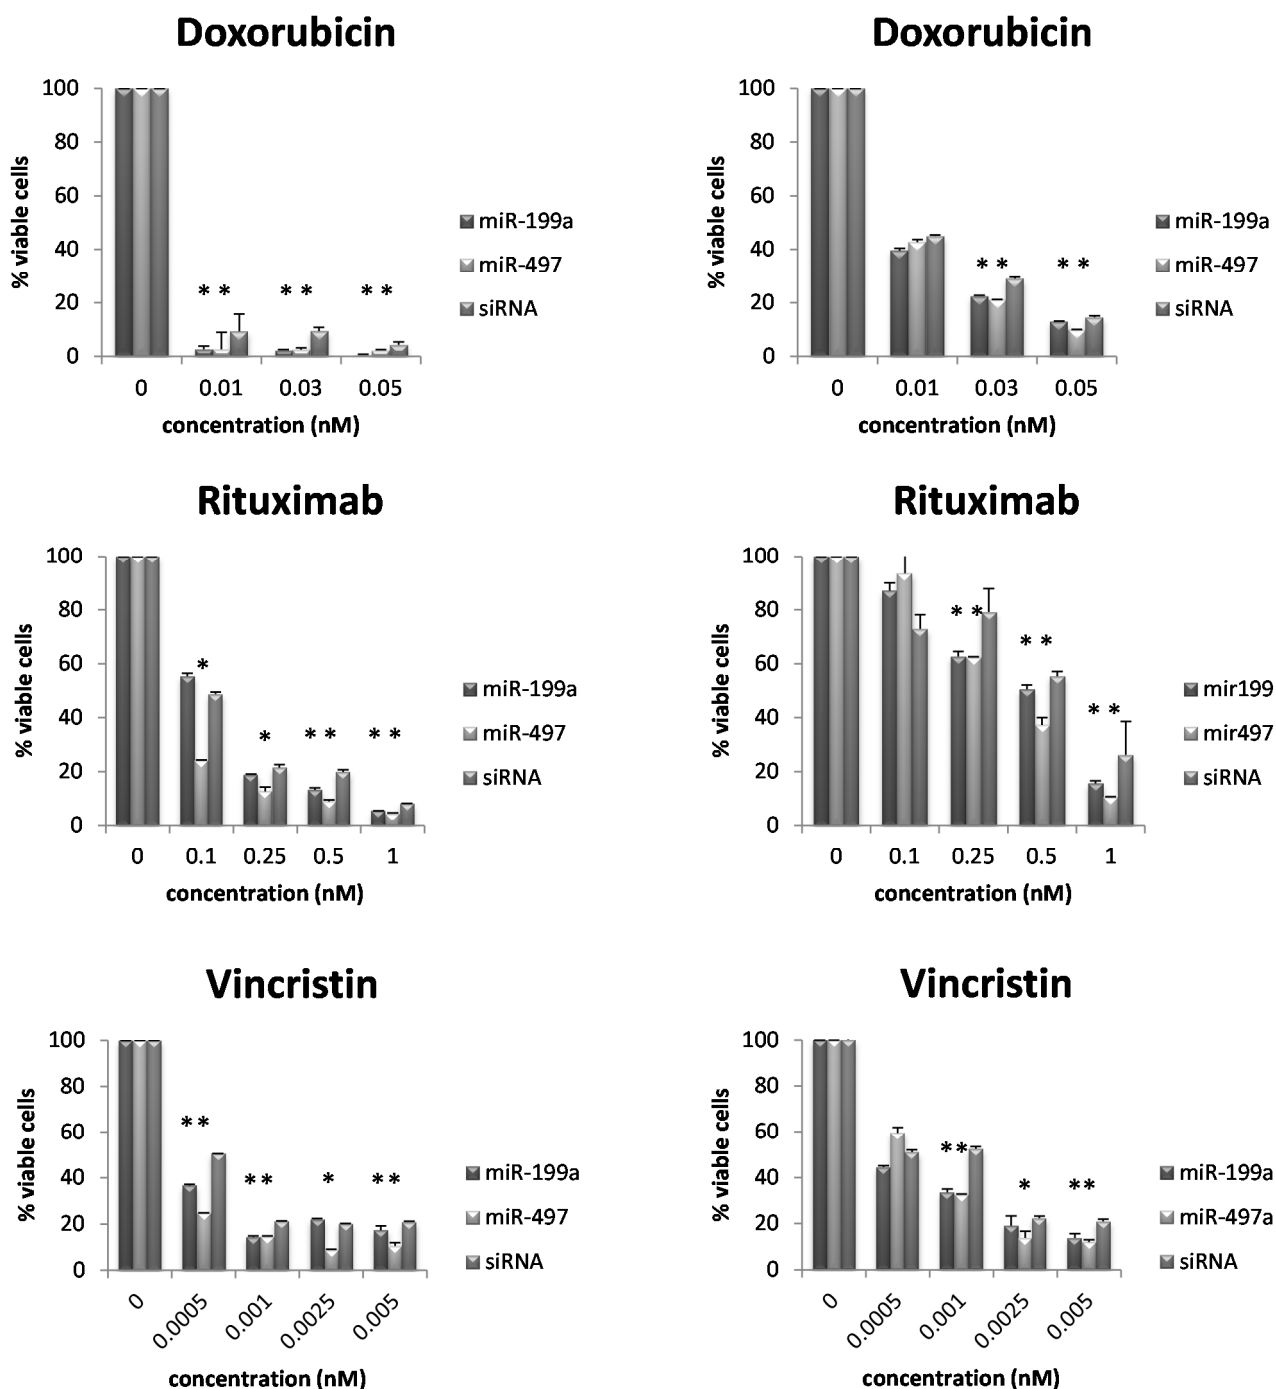 Doxorubicin
% viable cells
100
80
60
40
20
0
0 0.01 0.03 0.05
concentration (nM)
* * * * * *
miR-199a
miR-497
siRNA
Doxorubicin
% viable cells
100
80
60
40
20
0
0 0.01 0.03 0.05
concentration (nM)
* * * *
miR-199a
miR-497
siRNA
Rituximab
% viable cells
100
80
60
40
20
0
0 0.1 0.25 0.5 1
concentration (nM)
* * * * * *
miR-199a
miR-497
siRNA
Rituximab
% viable cells
100
80
60
40
20
0
0 0.1 0.25 0.5 1
concentration (nM)
* * * * * *
mir199
mir497
siRNA
Vincristin
% viable cells
100
80
60
40
20
0
0 0.0005 0.001 0.0025 0.005
concentration (nM)
** ** * **
miR-199a
miR-497
siRNA
Vincristin
% viable cells
100
80
60
40
20
0
0 0.0005 0.001 0.0025 0.005
concentration (nM)
** * **
miR-199a
miR-497a
siRNA